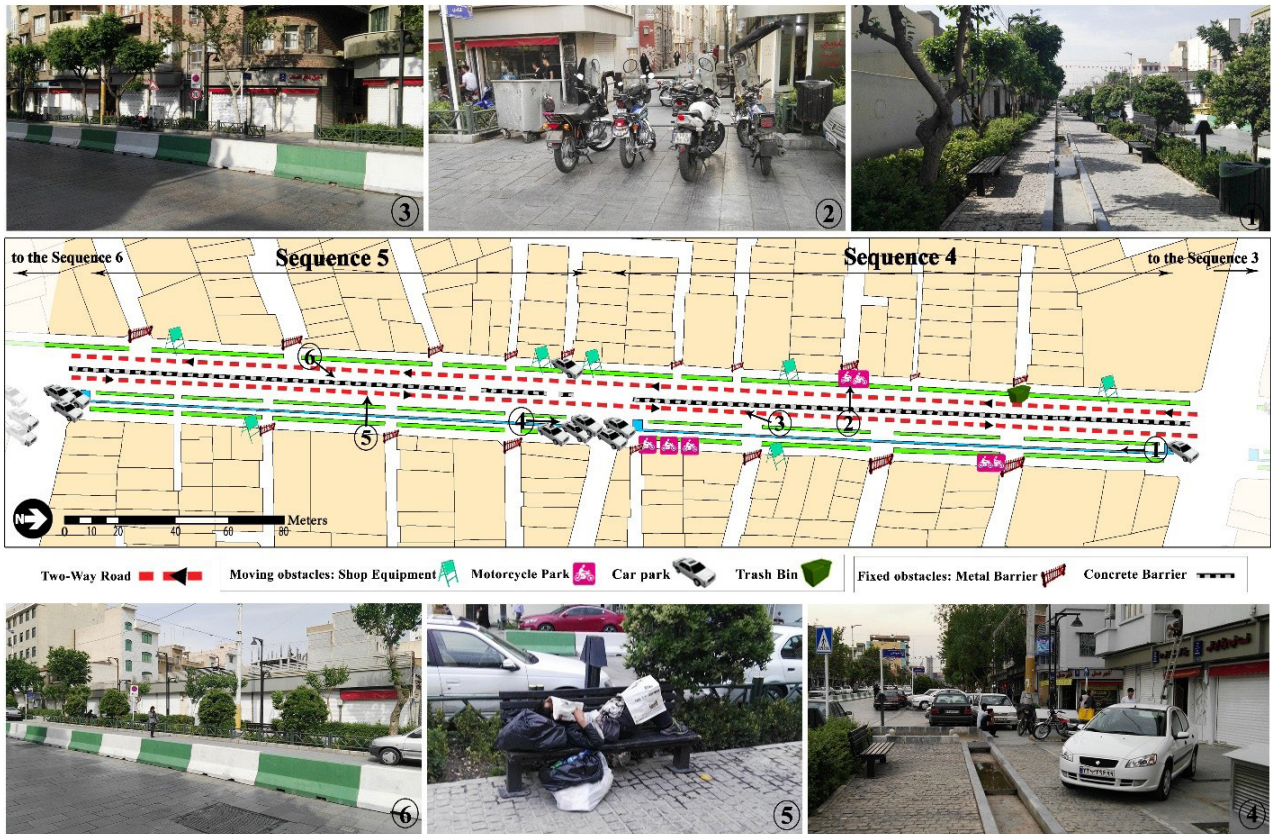 3
2
1
to the Sequence 6
Sequence 5
Sequence 4
to the Sequence 3
6
5
4
3
2
1
N
Meters
0 20 40 60 80
Two-Way Road
Moving obstacles: Shop Equipment
Motorcycle Park
Car park
Trash Bin
Fixed obstacles: Metal Barrier
Concrete Barrier
6
5
4